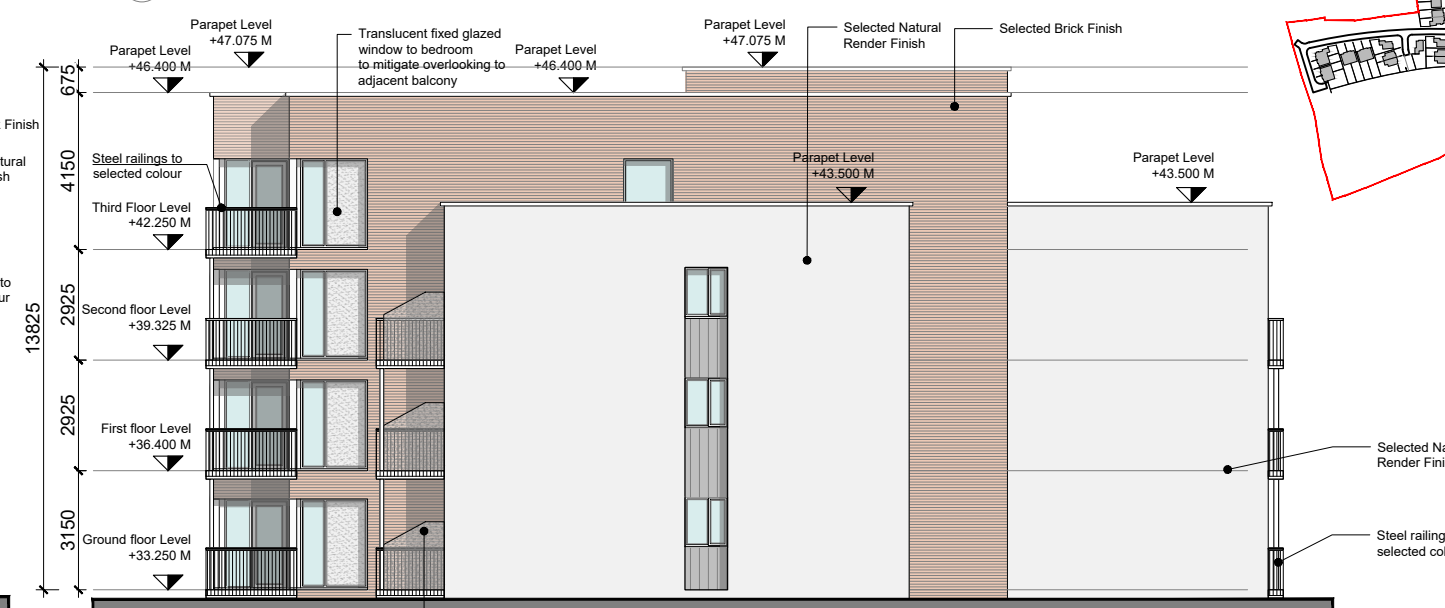 Parapet Level
+47.075 M
Parapet Level
+46.400 M
Translucent fixed glazed
window to bedroom
to mitigate overlooking to
adjacent balcony
Parapet Level
+46.400 M
Parapet Level
+47.075 M
Selected Natural
Render Finish
Selected Brick Finish
Finish
tural
sh
to
ur
Steel railings to
selected colour
Parapet Level
+43.500 M
Parapet Level
+43.500 M
Third Floor Level
+42.250 M
Second floor Level
+39.325 M
First floor Level
+36.400 M
Ground floor Level
+33.250 M
675
4150
2925
2925
3150
13825
Selected Na
Render Fini
Steel railing
selected col